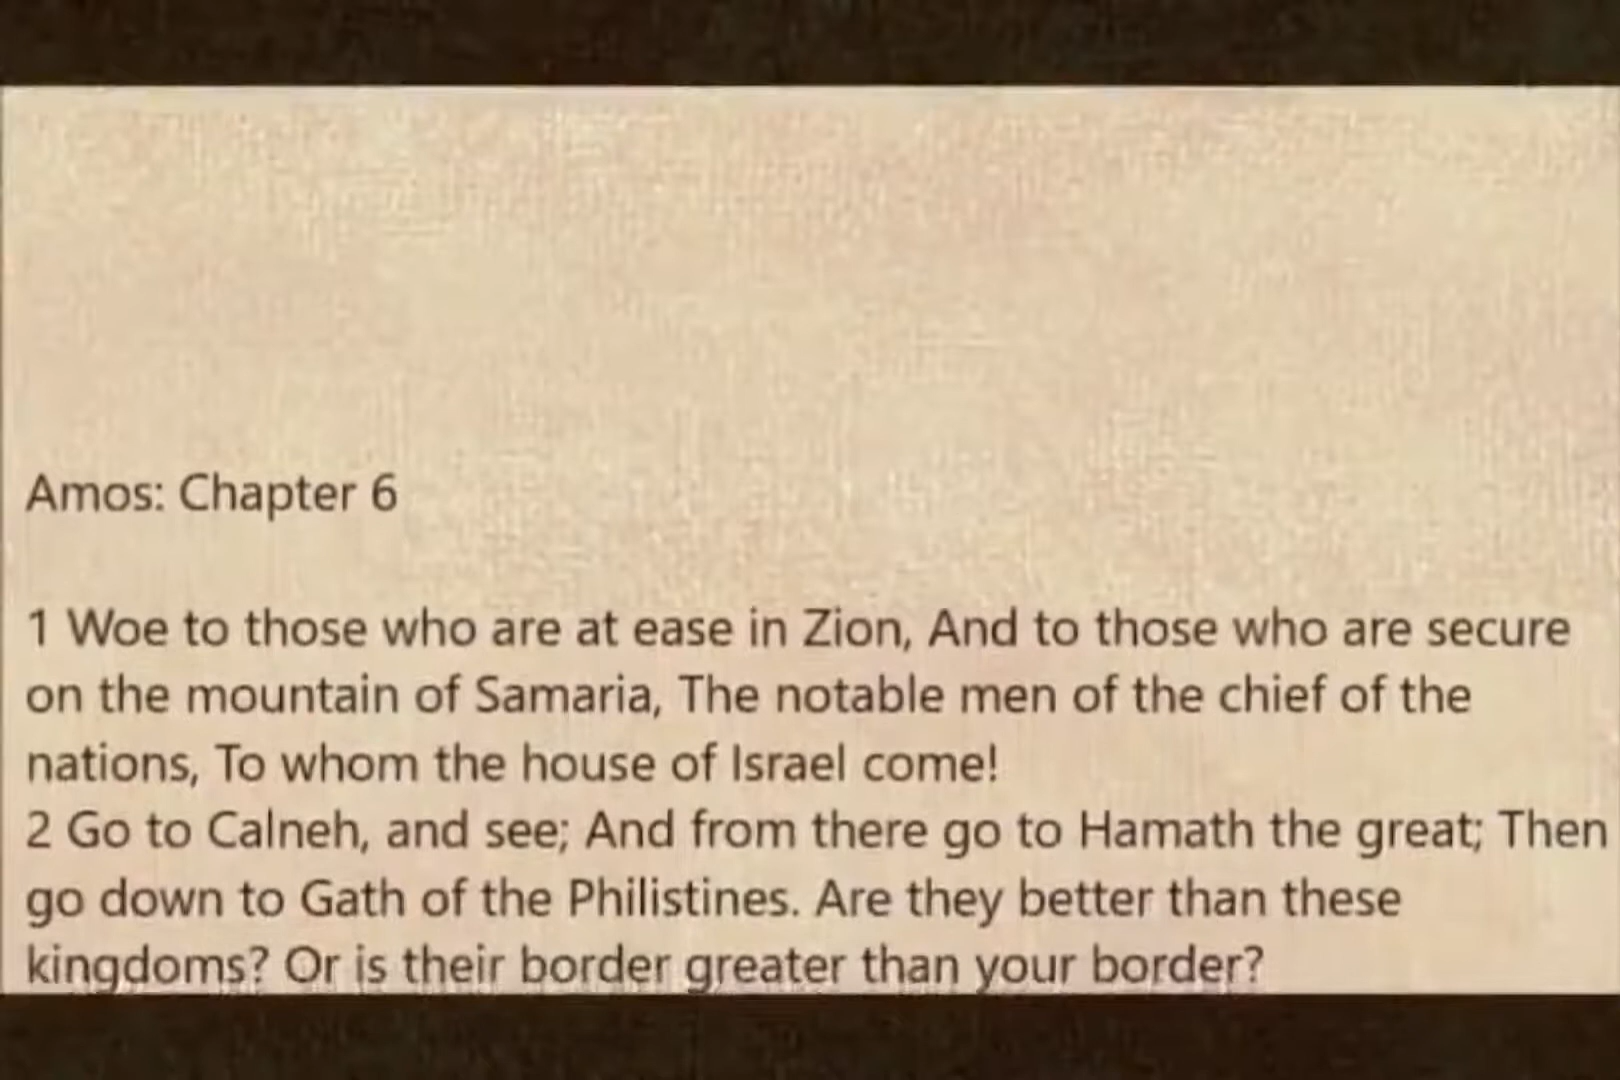 Amos: Chapter 6
1 Woe to those who are at ease in Zion, And to those who are secure
on the mountain of Samaria, The notable men of the chief of the
nations, To whom the house of Israel come!
2 Go to Calneh, and see; And from there go to Hamath the great; Then
go down to Gath of the Philistines. Are they better than these
kingdoms? Or is their border greater than your border?